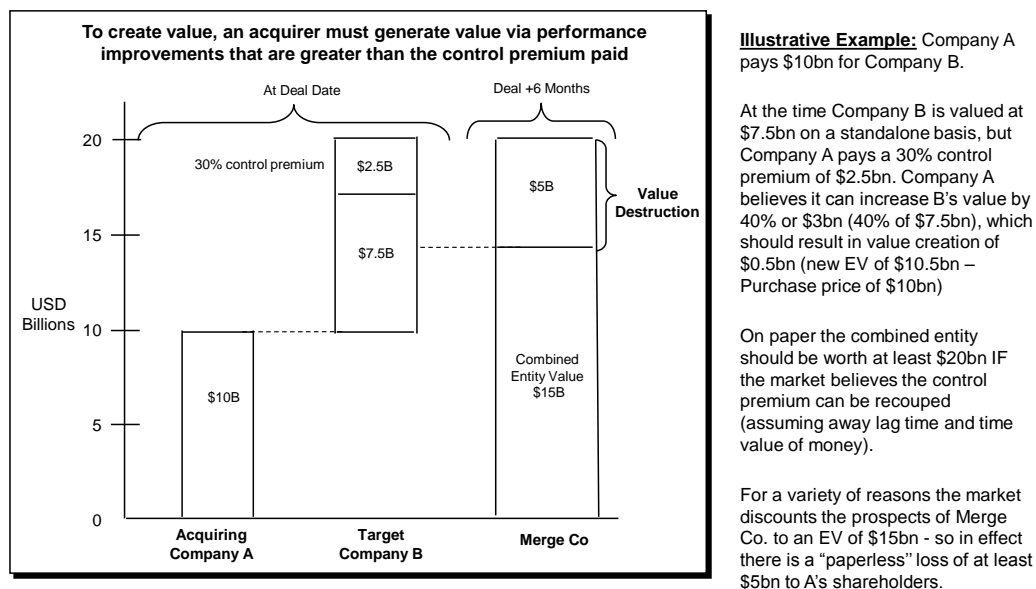 To create value, an acquirer must generate value via performance
improvements that are greater than the control premium paid
At Deal Date
Deal +6 Months
20
15
USD
Billions
10
5
0
30% control premium
$2.5B
$7.5B
$10B
$5B
Value
Destruction
Combined
Entity Value
$15B
Acquiring
Company A
Target
Company B
Merge Co
Illustrative Example: Company A
pays $10bn for Company B.
At the time Company B is valued at
$7.5bn on a standalone basis, but
Company A pays a 30% control
premium of $2.5bn. Company A
believes it can increase B's value by
40% or $3bn (40% of $7.5bn), which
should result in value creation of
$0.5bn (new EV of $10.5bn –
Purchase price of $10bn)
On paper the combined entity
should be worth at least $20bn IF
the market believes the control
premium can be recouped
(assuming away lag time and time
value of money).
For a variety of reasons the market
discounts the prospects of Merge
Co. to an EV of $15bn - so in effect
there is a “paperless” loss of at least
$5bn to A's shareholders.